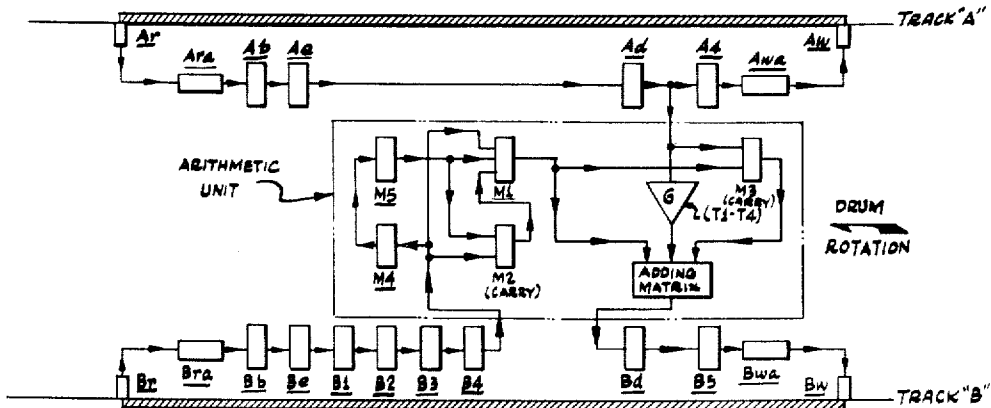 TRACK "A"
Ar
Ara
Ab
Ae
Ad
A4
Awa
Aw
ARITHMETIC
UNIT
M5
M1
G
(T1-T4)
M3
(CARRY)
DRUM
ROTATION
M4
M2
(CARRY)
ADDING
MATRIX
Br
Bra
Bb
Be
B1
B2
B3
B4
Bd
B5
Bwa
Bw
TRACK "B"